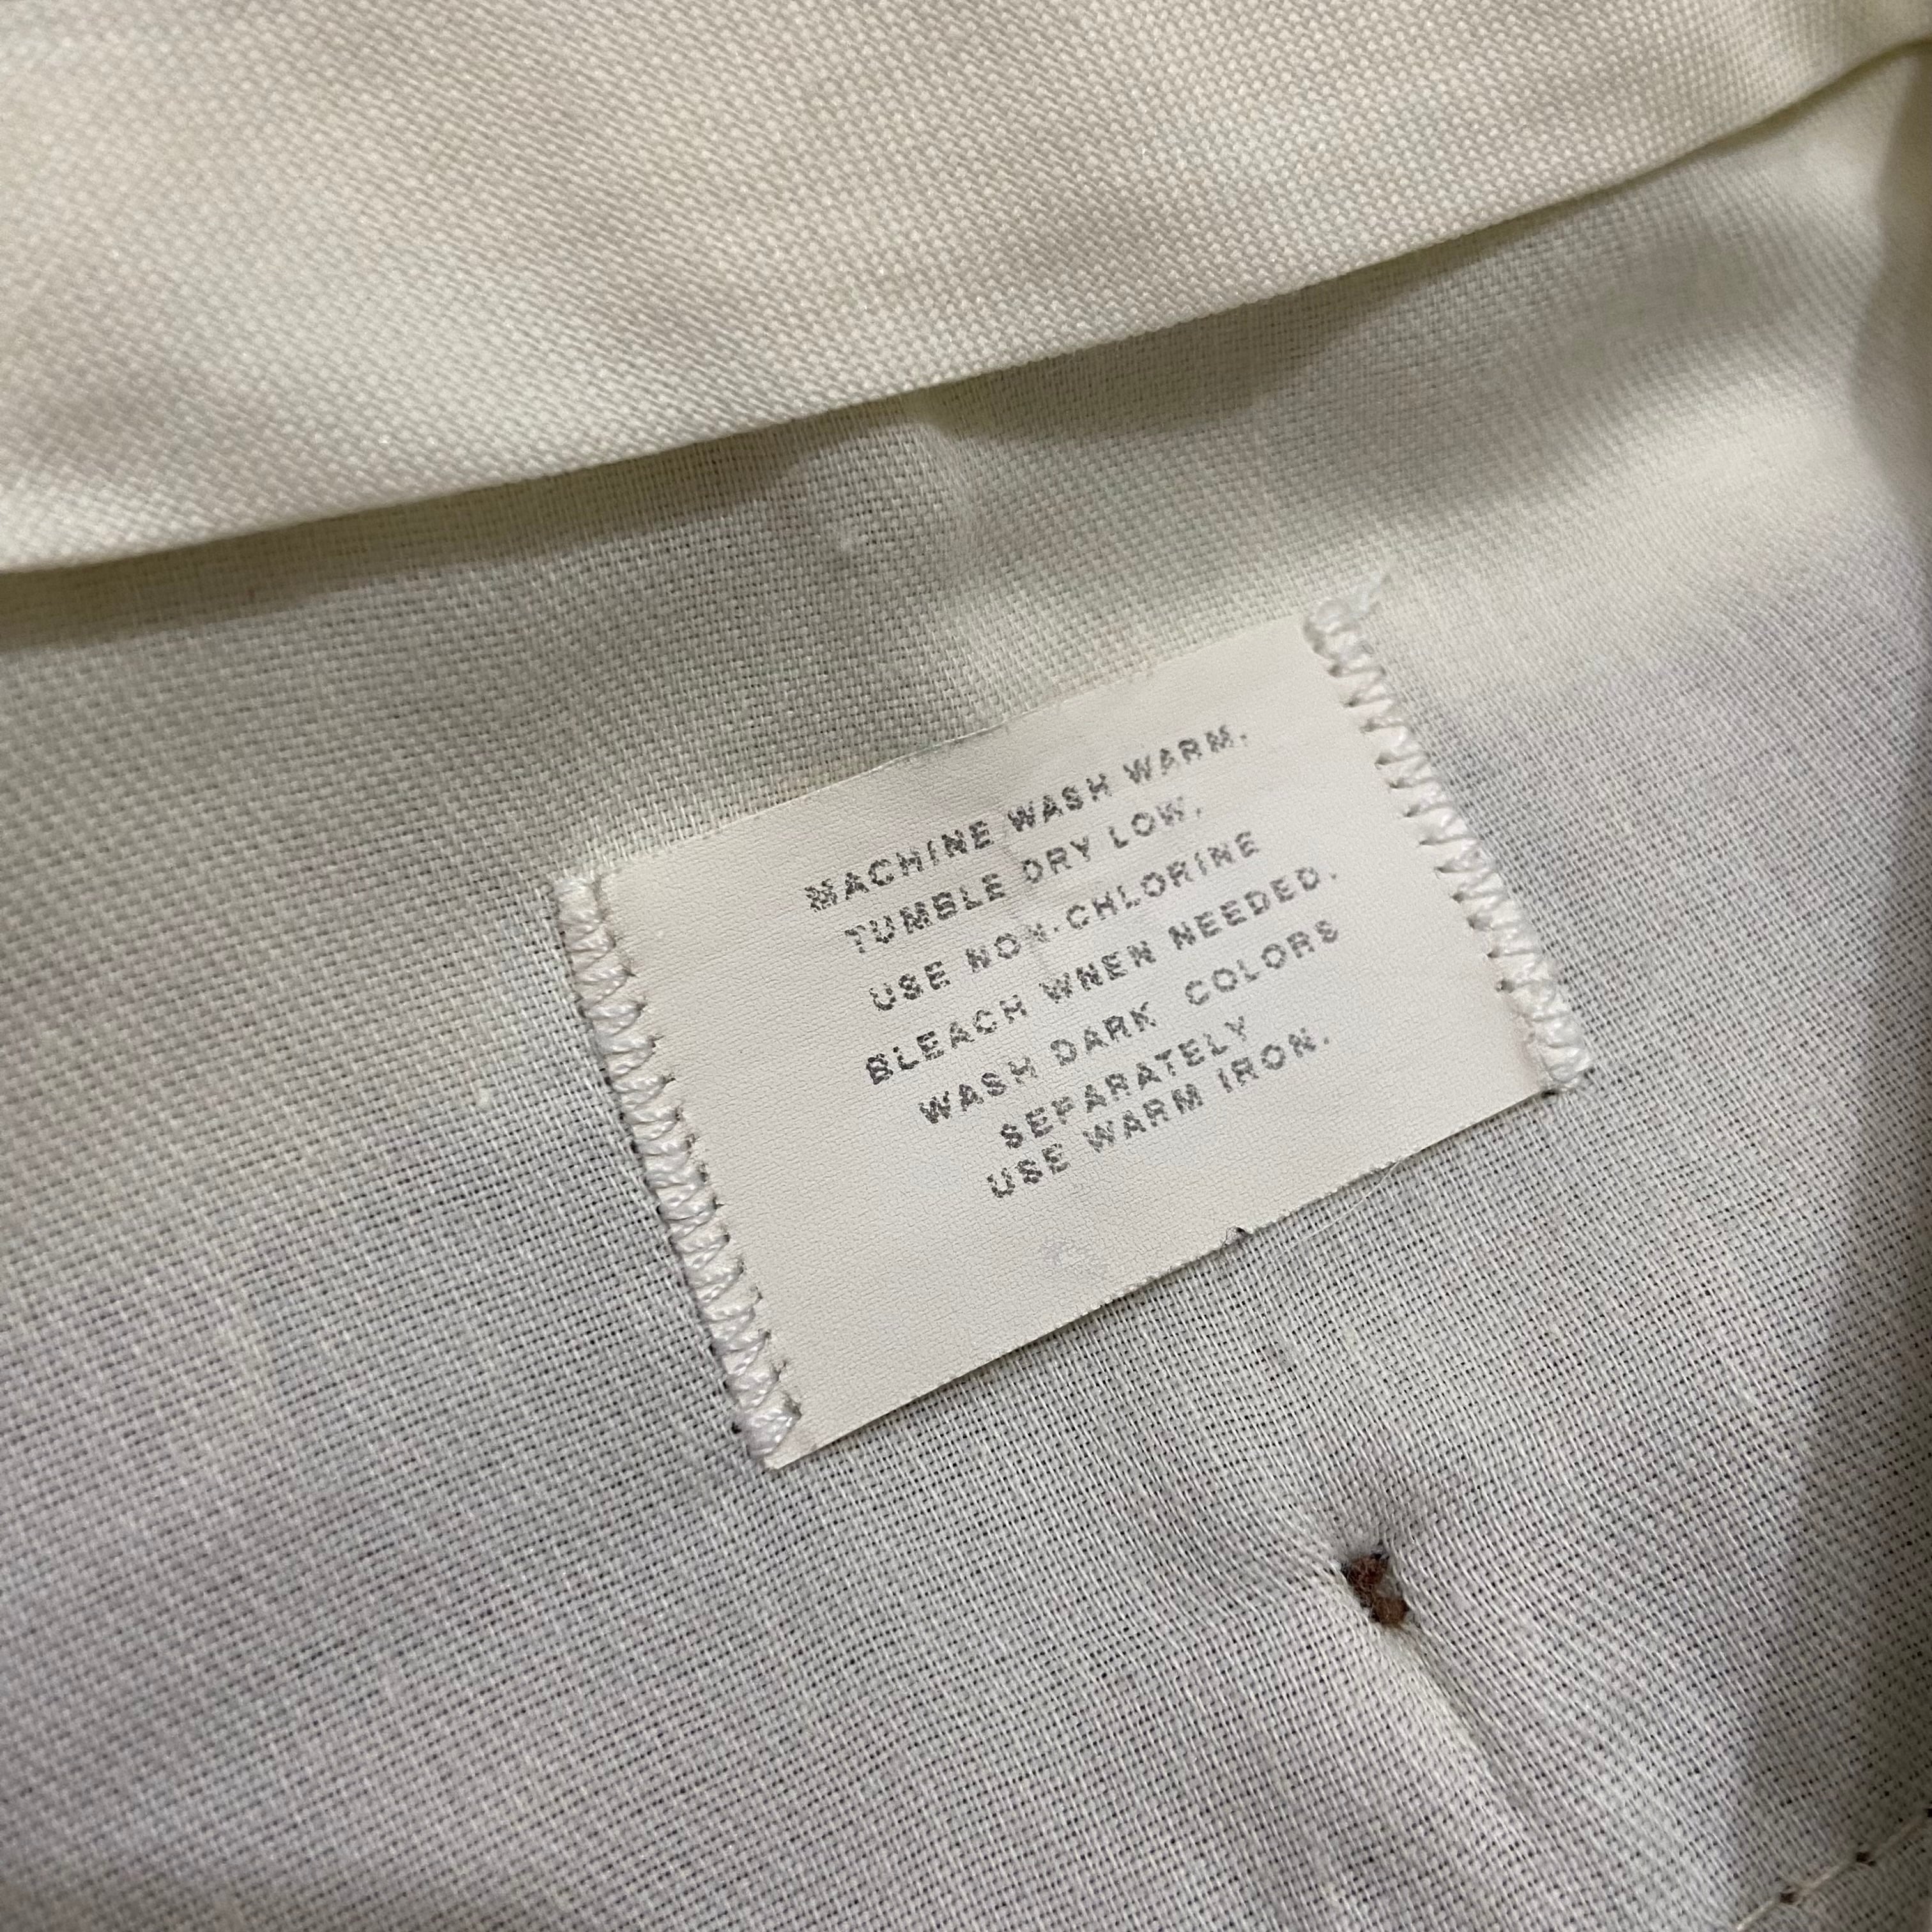 MACHINE WASH WARM.
TUMBLE DRY LOW.
USE NON-CHLORINE
BLEACH WHEN NEEDED.
WASH DARK COLORS
SEPARATELY
USE WARM IRON.